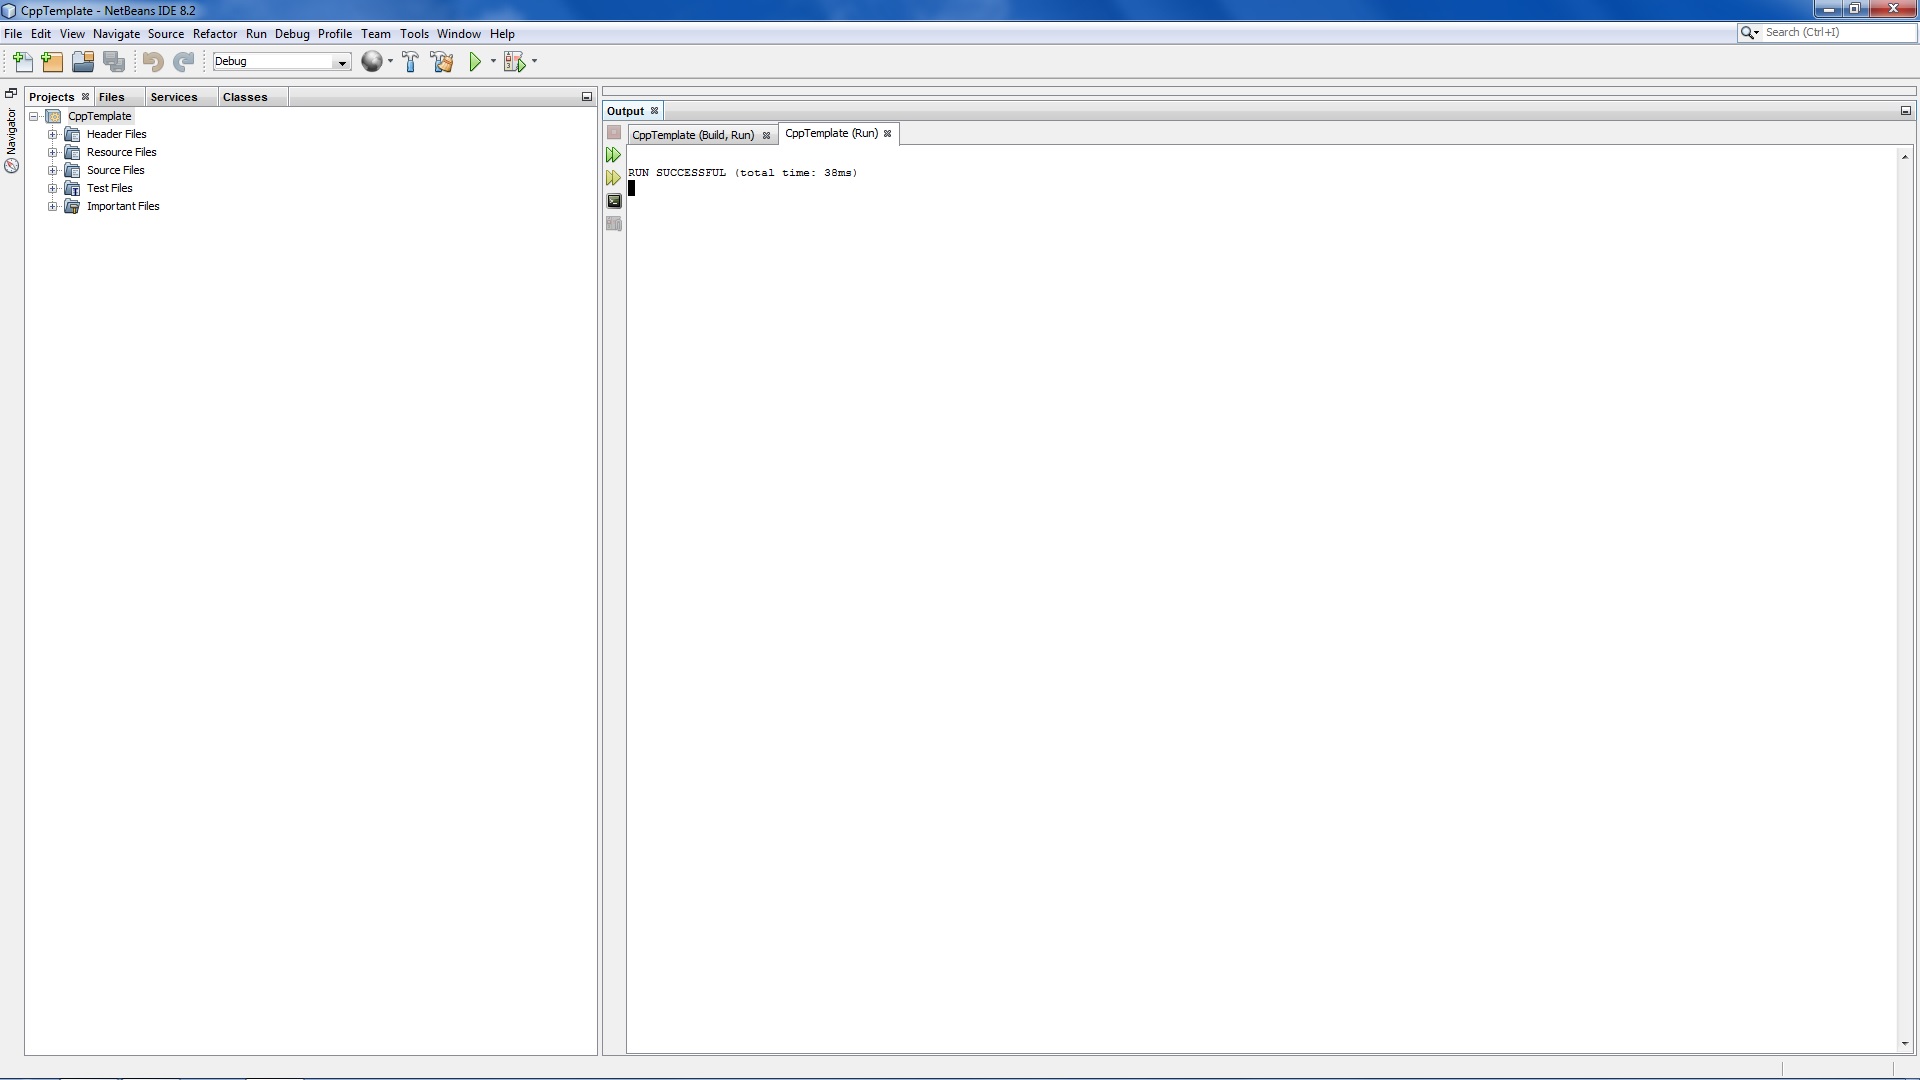 CppTemplate - NetBeans IDE 8.2
File Edit View Navigate Source Refactor Run Debug Profile Team Tools Window Help
Search (Ctrl+I)
Debug
Projects Files Services Classes
Navigator
CppTemplate
Header Files
Resource Files
Source Files
Test Files
Important Files
Output
CppTemplate (Build, Run) CppTemplate (Run)
RUN SUCCESSFUL (total time: 38ms)